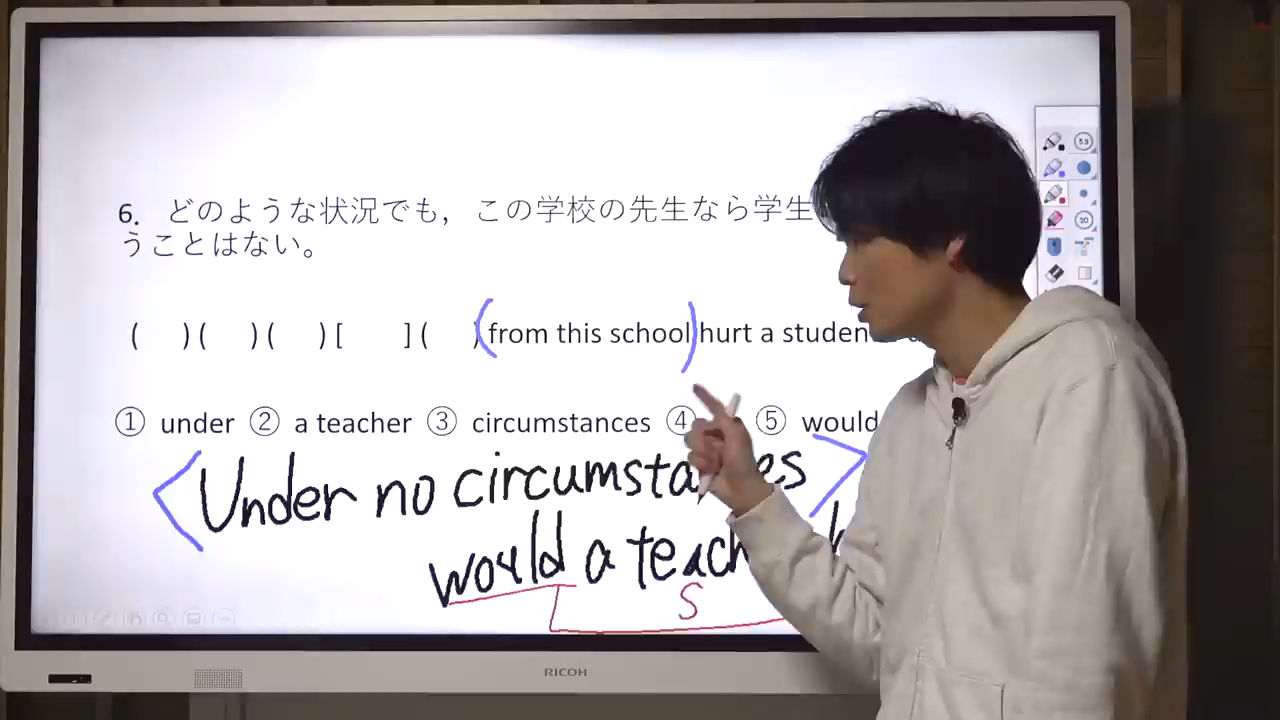 6. どのような状況でも，この学校の先生なら学生
うことはない。
( )( )( )[ ]( )(from this school)hurt a student
① under ② a teacher ③ circumstances ④ ⑤ would
<Under no circumstances>
would a teach
S
RICOH